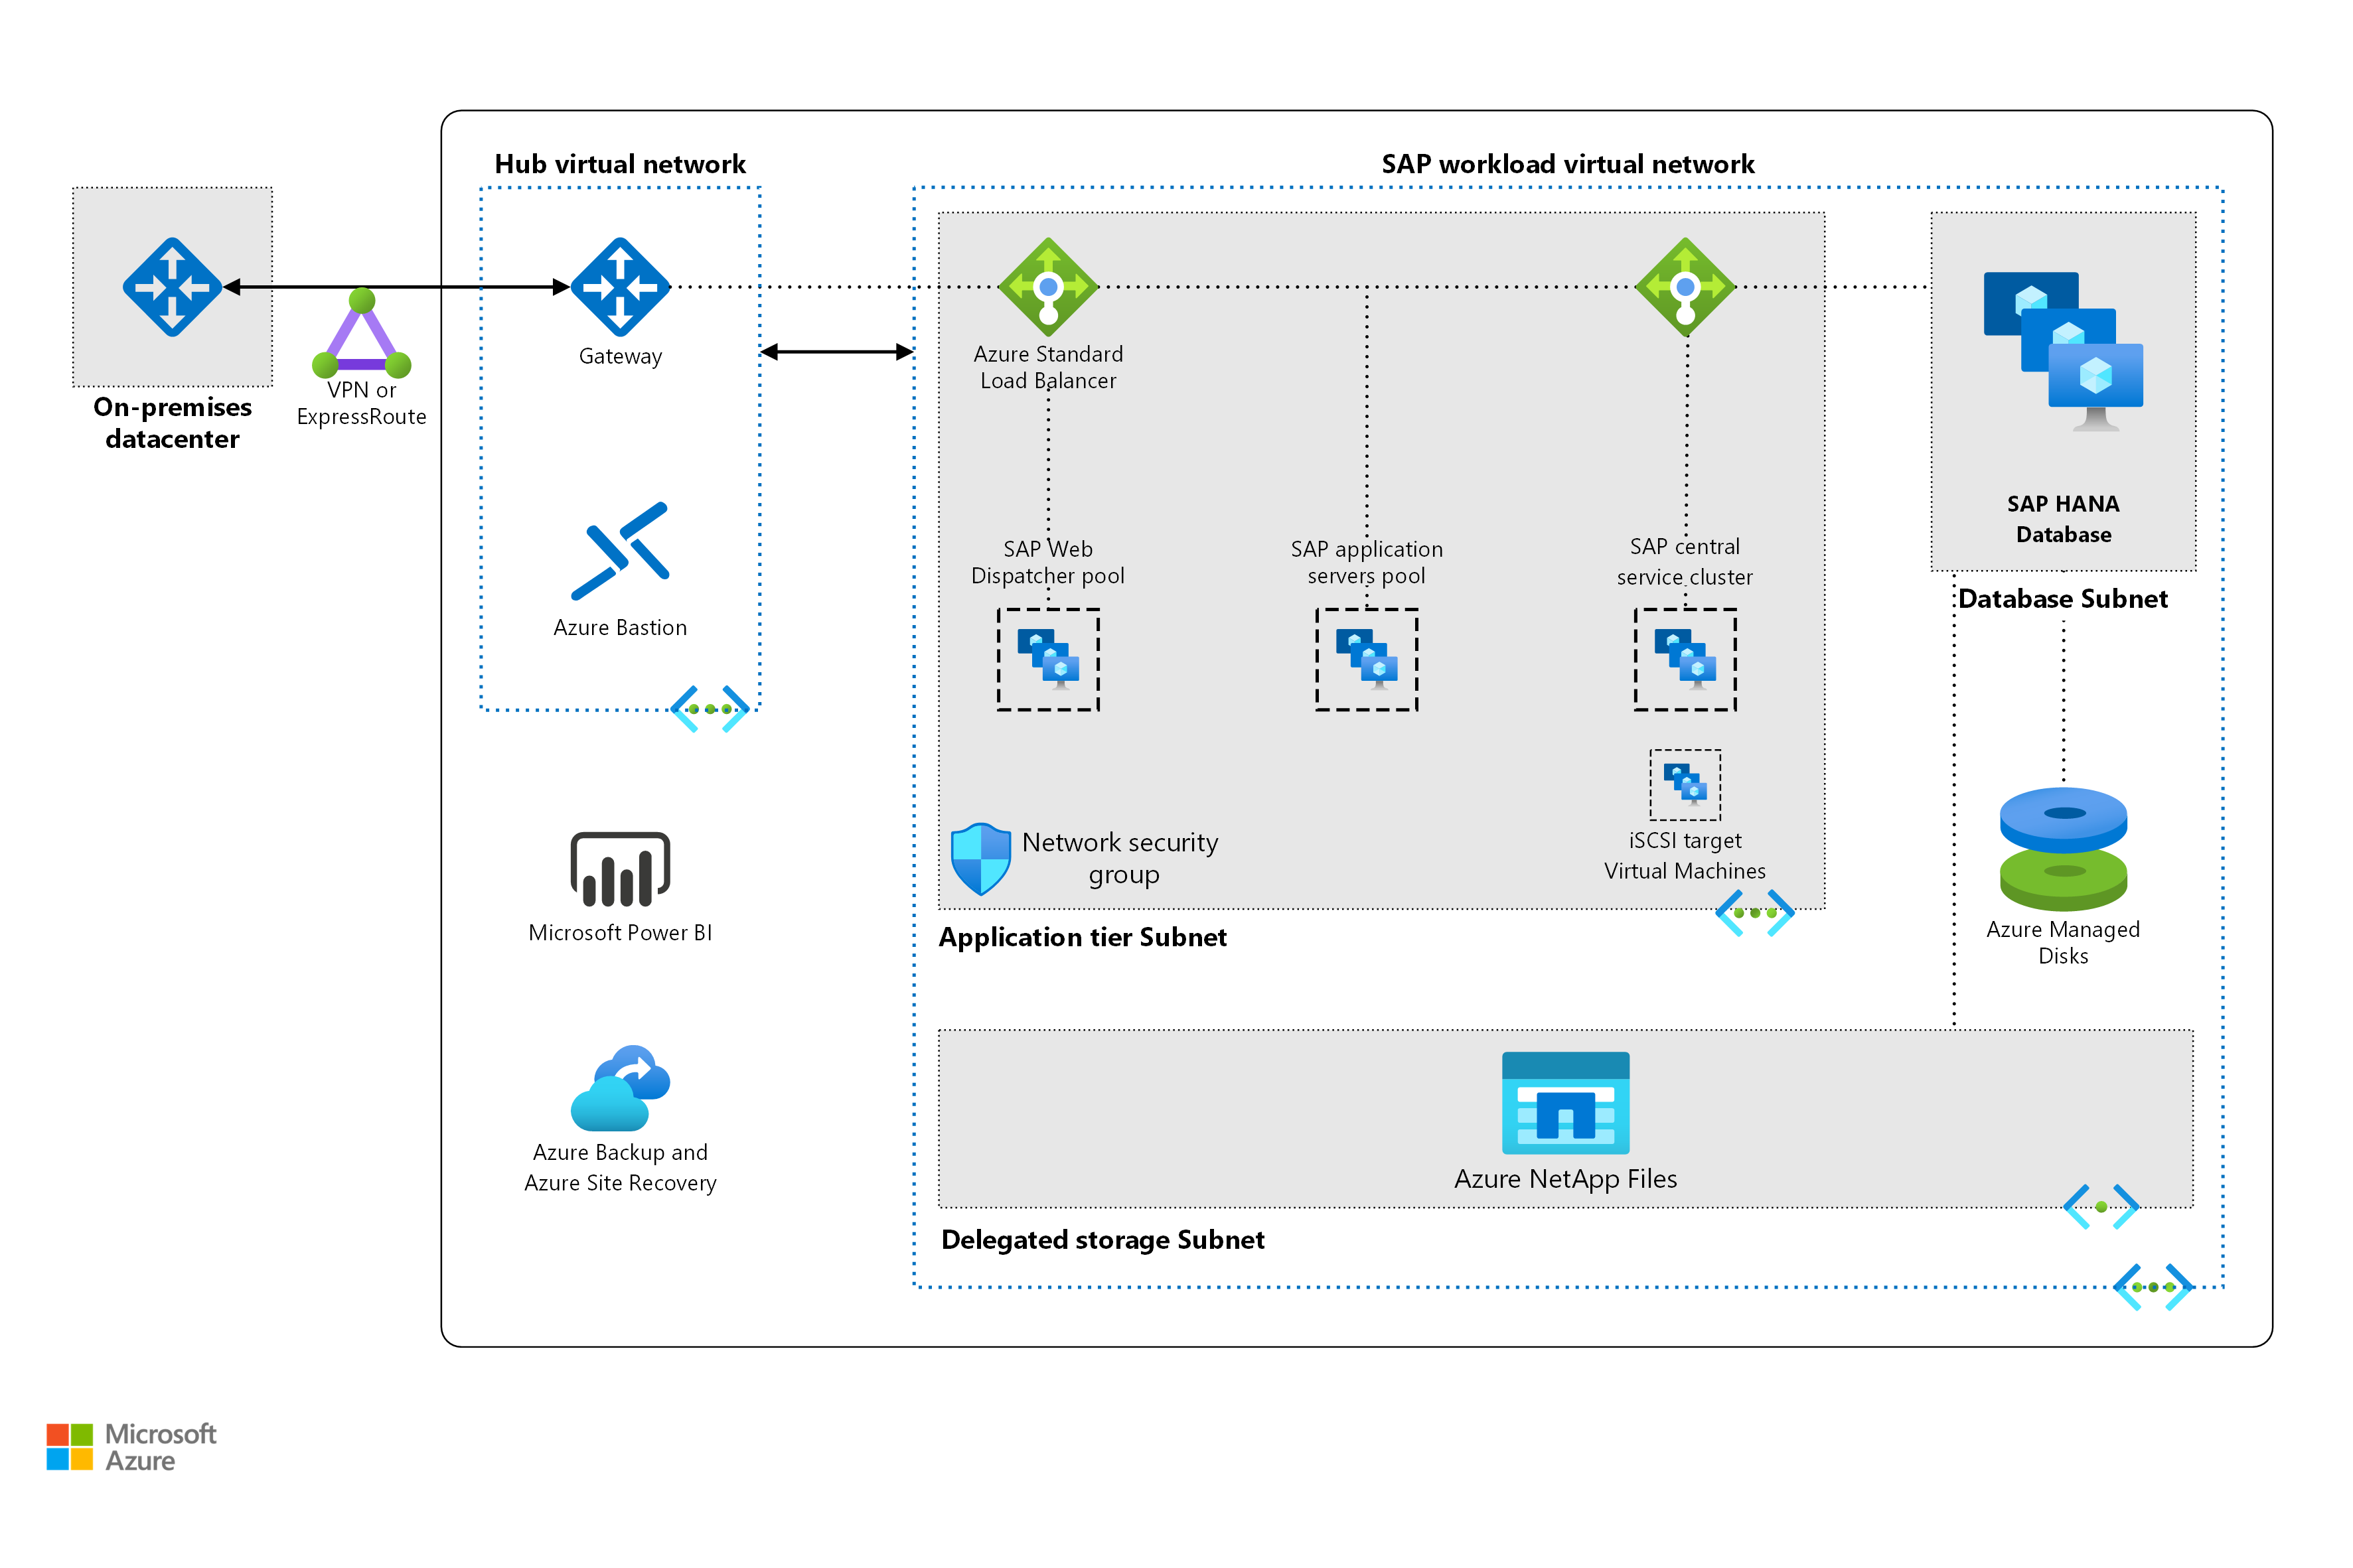 Hub virtual network
SAP workload virtual network
Gateway
Azure Standard
Load Balancer
VPN or
ExpressRoute
On-premises
datacenter
SAP HANA
Database
SAP Web
Dispatcher pool
SAP application
servers pool
SAP central
service cluster
Database Subnet
Azure Bastion
Network security
group
iSCSI target
Virtual Machines
Microsoft Power BI
Application tier Subnet
Azure Managed
Disks
Azure Backup and
Azure Site Recovery
Azure NetApp Files
Delegated storage Subnet
Microsoft
Azure